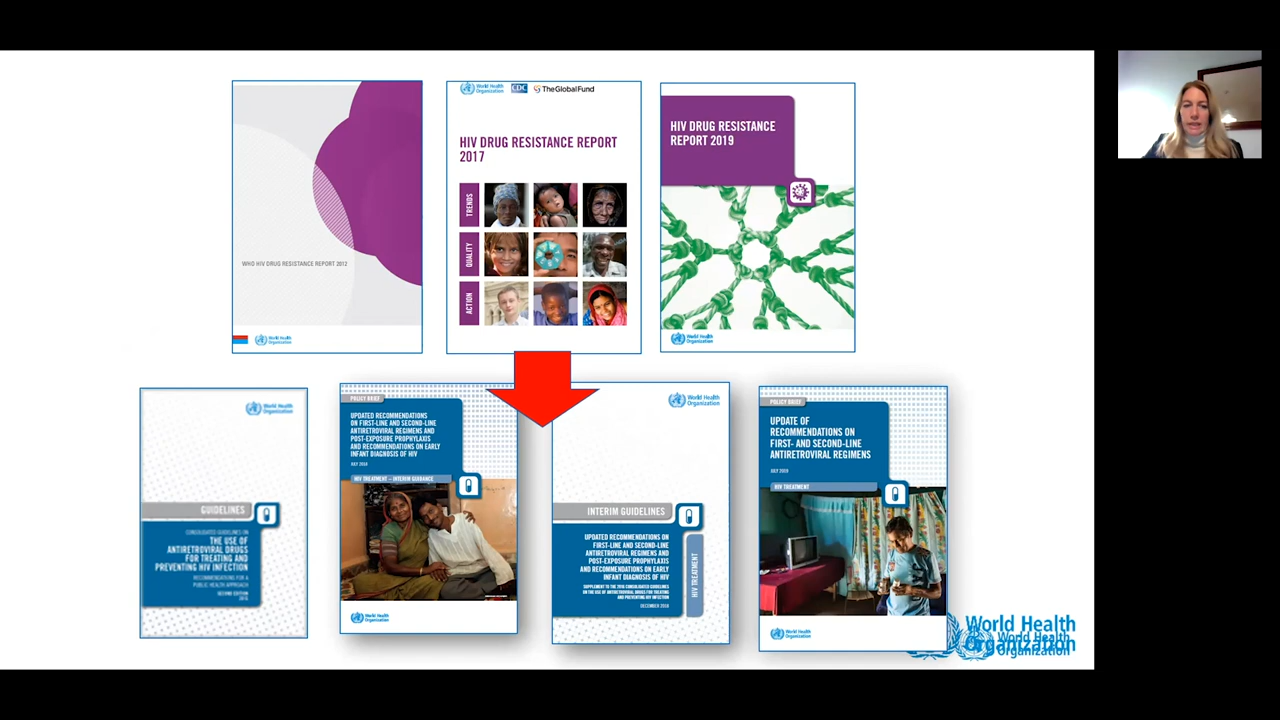 WHO HIV DRUG RESISTANCE REPORT 2012
World Health
Organization
World Health
Organization
CDC
TheGlobalFund
HIV DRUG RESISTANCE REPORT
2017
TRENDS
QUALITY
ACTION
HIV DRUG RESISTANCE
REPORT 2019
World Health
Organization
World Health
Organization
GUIDELINES
CONSOLIDATED GUIDELINES ON
THE USE OF
ANTIRETROVIRAL DRUGS
FOR TREATING AND
PREVENTING HIV INFECTION
RECOMMENDATIONS FOR A
PUBLIC HEALTH APPROACH
SECOND EDITION
2016
POLICY BRIEF
UPDATED RECOMMENDATIONS
ON FIRST-LINE AND SECOND-LINE
ANTIRETROVIRAL REGIMENS AND
POST-EXPOSURE PROPHYLAXIS
AND RECOMMENDATIONS ON EARLY
INFANT DIAGNOSIS OF HIV
JULY 2018
HIV TREATMENT – INTERIM GUIDANCE
World Health
Organization
World Health
Organization
INTERIM GUIDELINES
UPDATED RECOMMENDATIONS ON
FIRST-LINE AND SECOND-LINE
ANTIRETROVIRAL REGIMENS AND
POST-EXPOSURE PROPHYLAXIS
AND RECOMMENDATIONS ON EARLY
INFANT DIAGNOSIS OF HIV
SUPPLEMENT TO THE 2016 CONSOLIDATED GUIDELINES
ON THE USE OF ANTIRETROVIRAL DRUGS FOR TREATING
AND PREVENTING HIV INFECTION
DECEMBER 2018
HIV TREATMENT
POLICY BRIEF
UPDATE OF
RECOMMENDATIONS ON
FIRST- AND SECOND-LINE
ANTIRETROVIRAL REGIMENS
JULY 2019
HIV TREATMENT
World Health
Organization
World Health
Organization
World Health
Organization